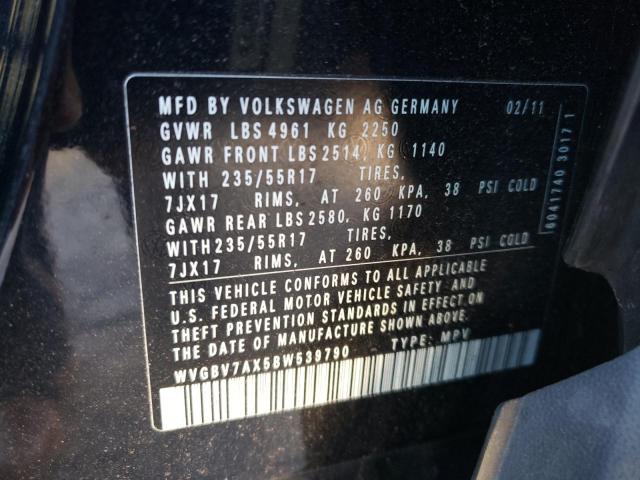 MFD BY VOLKSWAGEN AG GERMANY 02/11
GVWR LBS 4961 KG 2250
GAWR FRONT LBS 2514, KG 1140
WITH 235/55R17 TIRES,
7JX17 RIMS, AT 260 KPA, 38 PSI COLD
GAWR REAR LBS 2580, KG 1170
WITH 235/55R17 TIRES,
7JX17 RIMS, AT 260 KPA, 38 PSI COLD
THIS VEHICLE CONFORMS TO ALL APPLICABLE
U.S. FEDERAL MOTOR VEHICLE SAFETY AND
THEFT PREVENTION STANDARDS IN EFFECT ON
THE DATE OF MANUFACTURE SHOWN ABOVE.
WVGBV7AX5BW539790 TYPE: MPV
6041740 3017 1